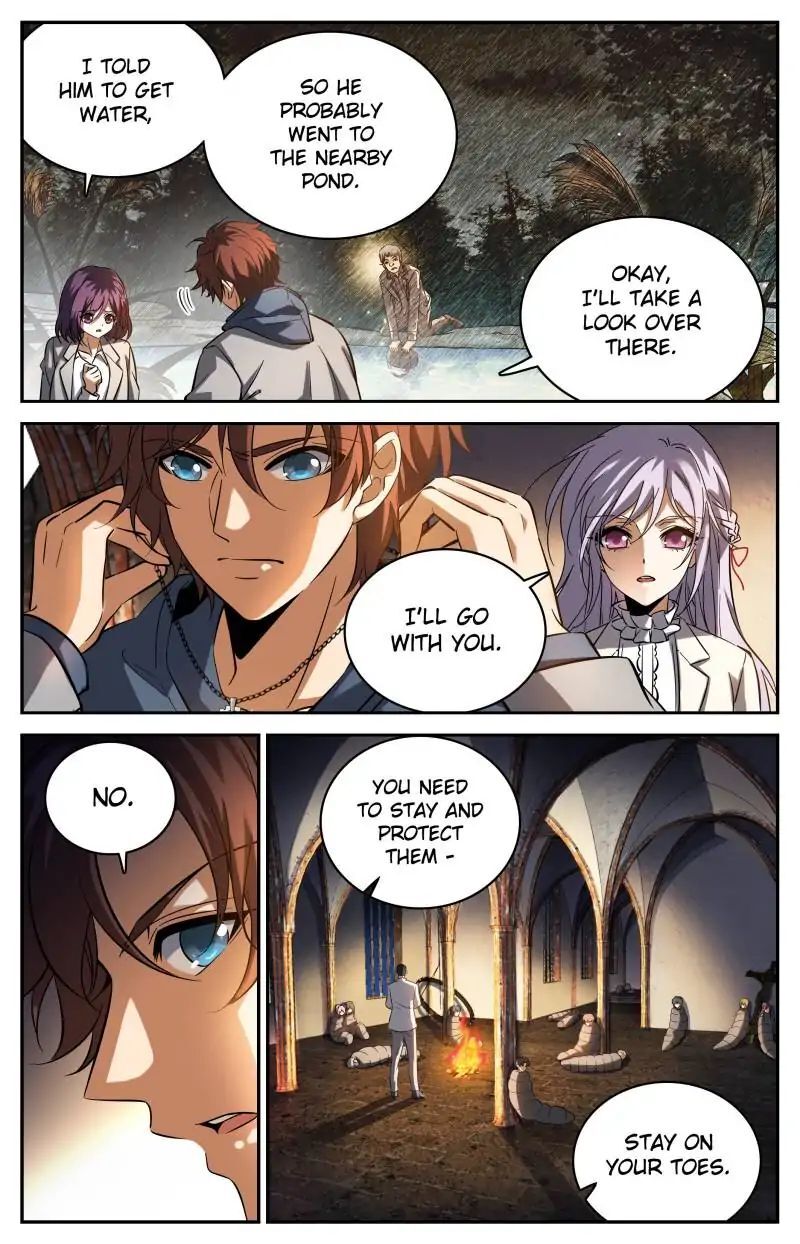 I TOLD
HIM TO GET
WATER,
SO HE
PROBABLY
WENT TO
THE NEARBY
POND.
OKAY,
I'LL TAKE A
LOOK OVER
THERE.
I'LL GO
WITH YOU.
NO.
YOU NEED
TO STAY AND
PROTECT
THEM -
STAY ON
YOUR TOES.